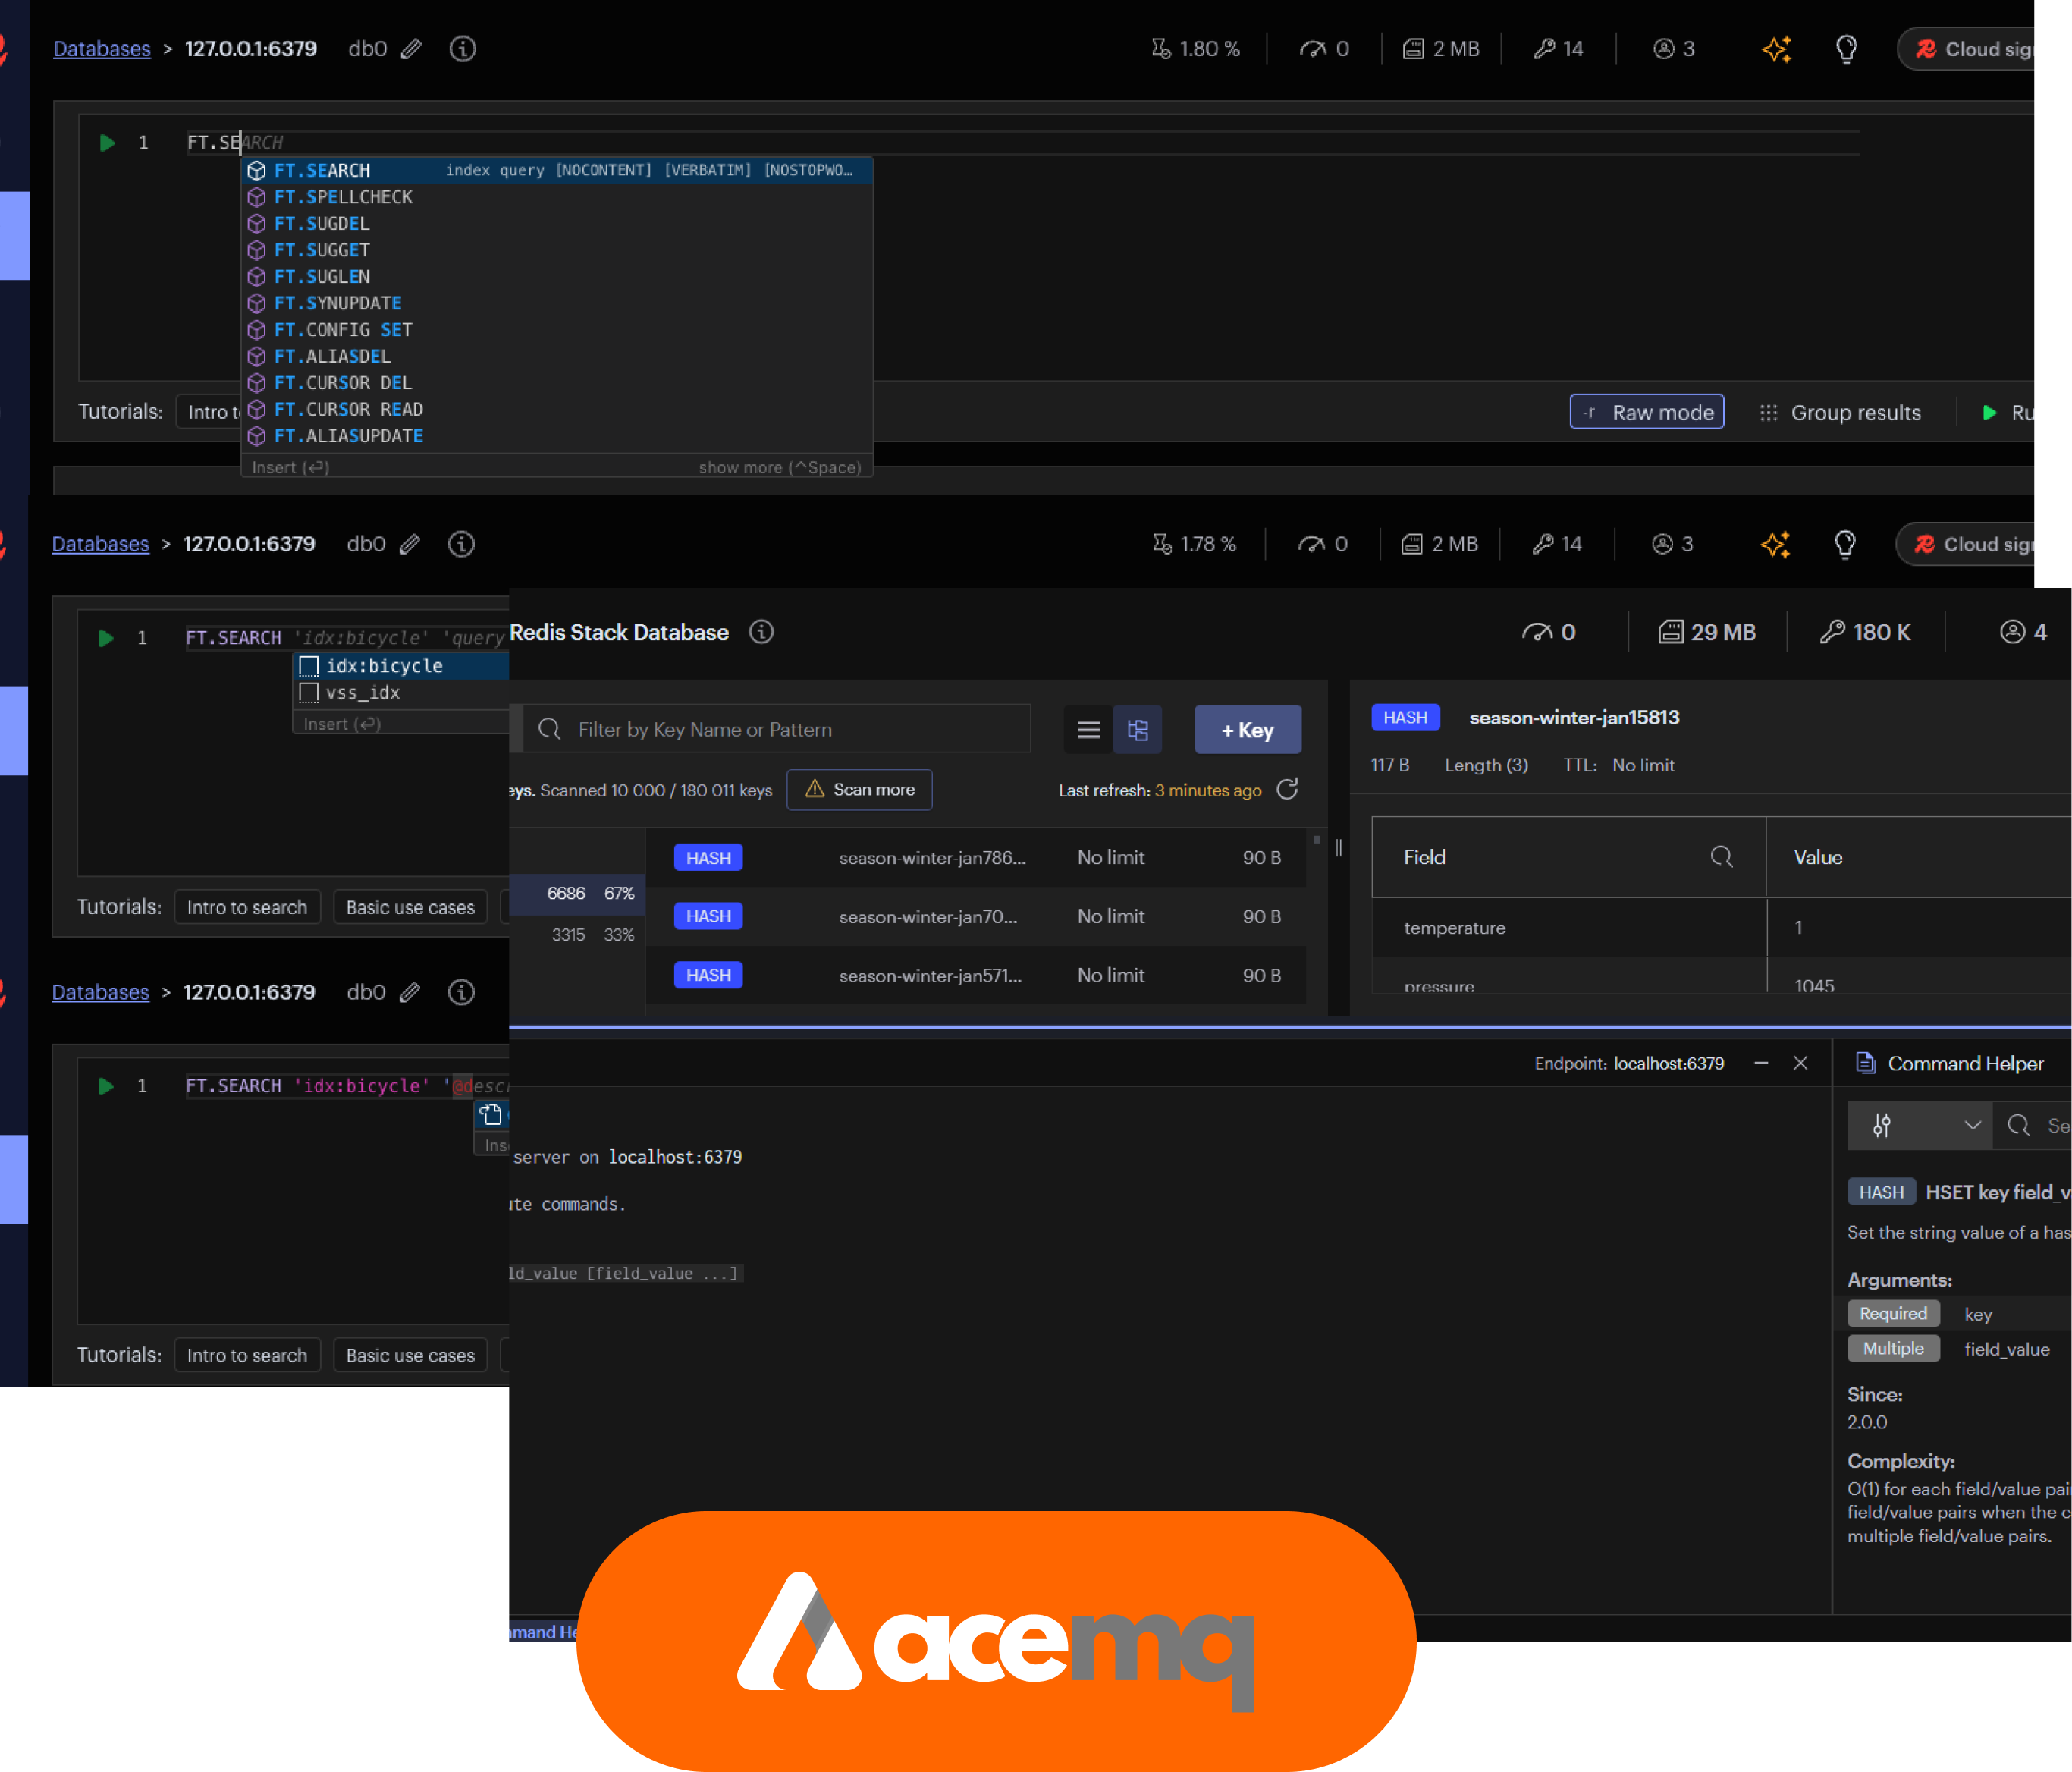 Databases > 127.0.0.1:6379 db0 1.80 % 0 2 MB 14 3 Cloud sig
1 FT.SEARCH
FT.SEARCH index query [NOCONTENT] [VERBATIM] [NOSTOPWO…
FT.SPELLCHECK
FT.SUGDEL
FT.SUGGET
FT.SUGLEN
FT.SYNUPDATE
FT.CONFIG SET
FT.ALIASDEL
FT.CURSOR DEL
FT.CURSOR READ
FT.ALIASUPDATE
Insert (↵) show more (^Space)
Tutorials: Intro t -r Raw mode Group results Ru
Databases > 127.0.0.1:6379 db0 1.78 % 0 2 MB 14 3 Cloud sig
1 FT.SEARCH 'idx:bicycle' 'query
idx:bicycle
vss_idx
Insert (↵)
Tutorials: Intro to search Basic use cases
Databases > 127.0.0.1:6379 db0
1 FT.SEARCH 'idx:bicycle' '@descr
Ins
Tutorials: Intro to search Basic use cases
Redis Stack Database 0 29 MB 180 K 4
Filter by Key Name or Pattern + Key
eys. Scanned 10 000 / 180 011 keys Scan more Last refresh: 3 minutes ago
6686 67%
3315 33%
HASH season-winter-jan786... No limit 90 B
HASH season-winter-jan70... No limit 90 B
HASH season-winter-jan571... No limit 90 B
HASH season-winter-jan15813
117 B Length (3) TTL: No limit
Field Value
temperature 1
pressure 1045
Endpoint: localhost:6379
server on localhost:6379
ute commands.
ld_value [field_value ...]
Command Helper
Se
HASH HSET key field_v
Set the string value of a has
Arguments:
Required key
Multiple field_value
Since:
2.0.0
Complexity:
O(1) for each field/value pai
field/value pairs when the c
multiple field/value pairs.
mmand He
acemq